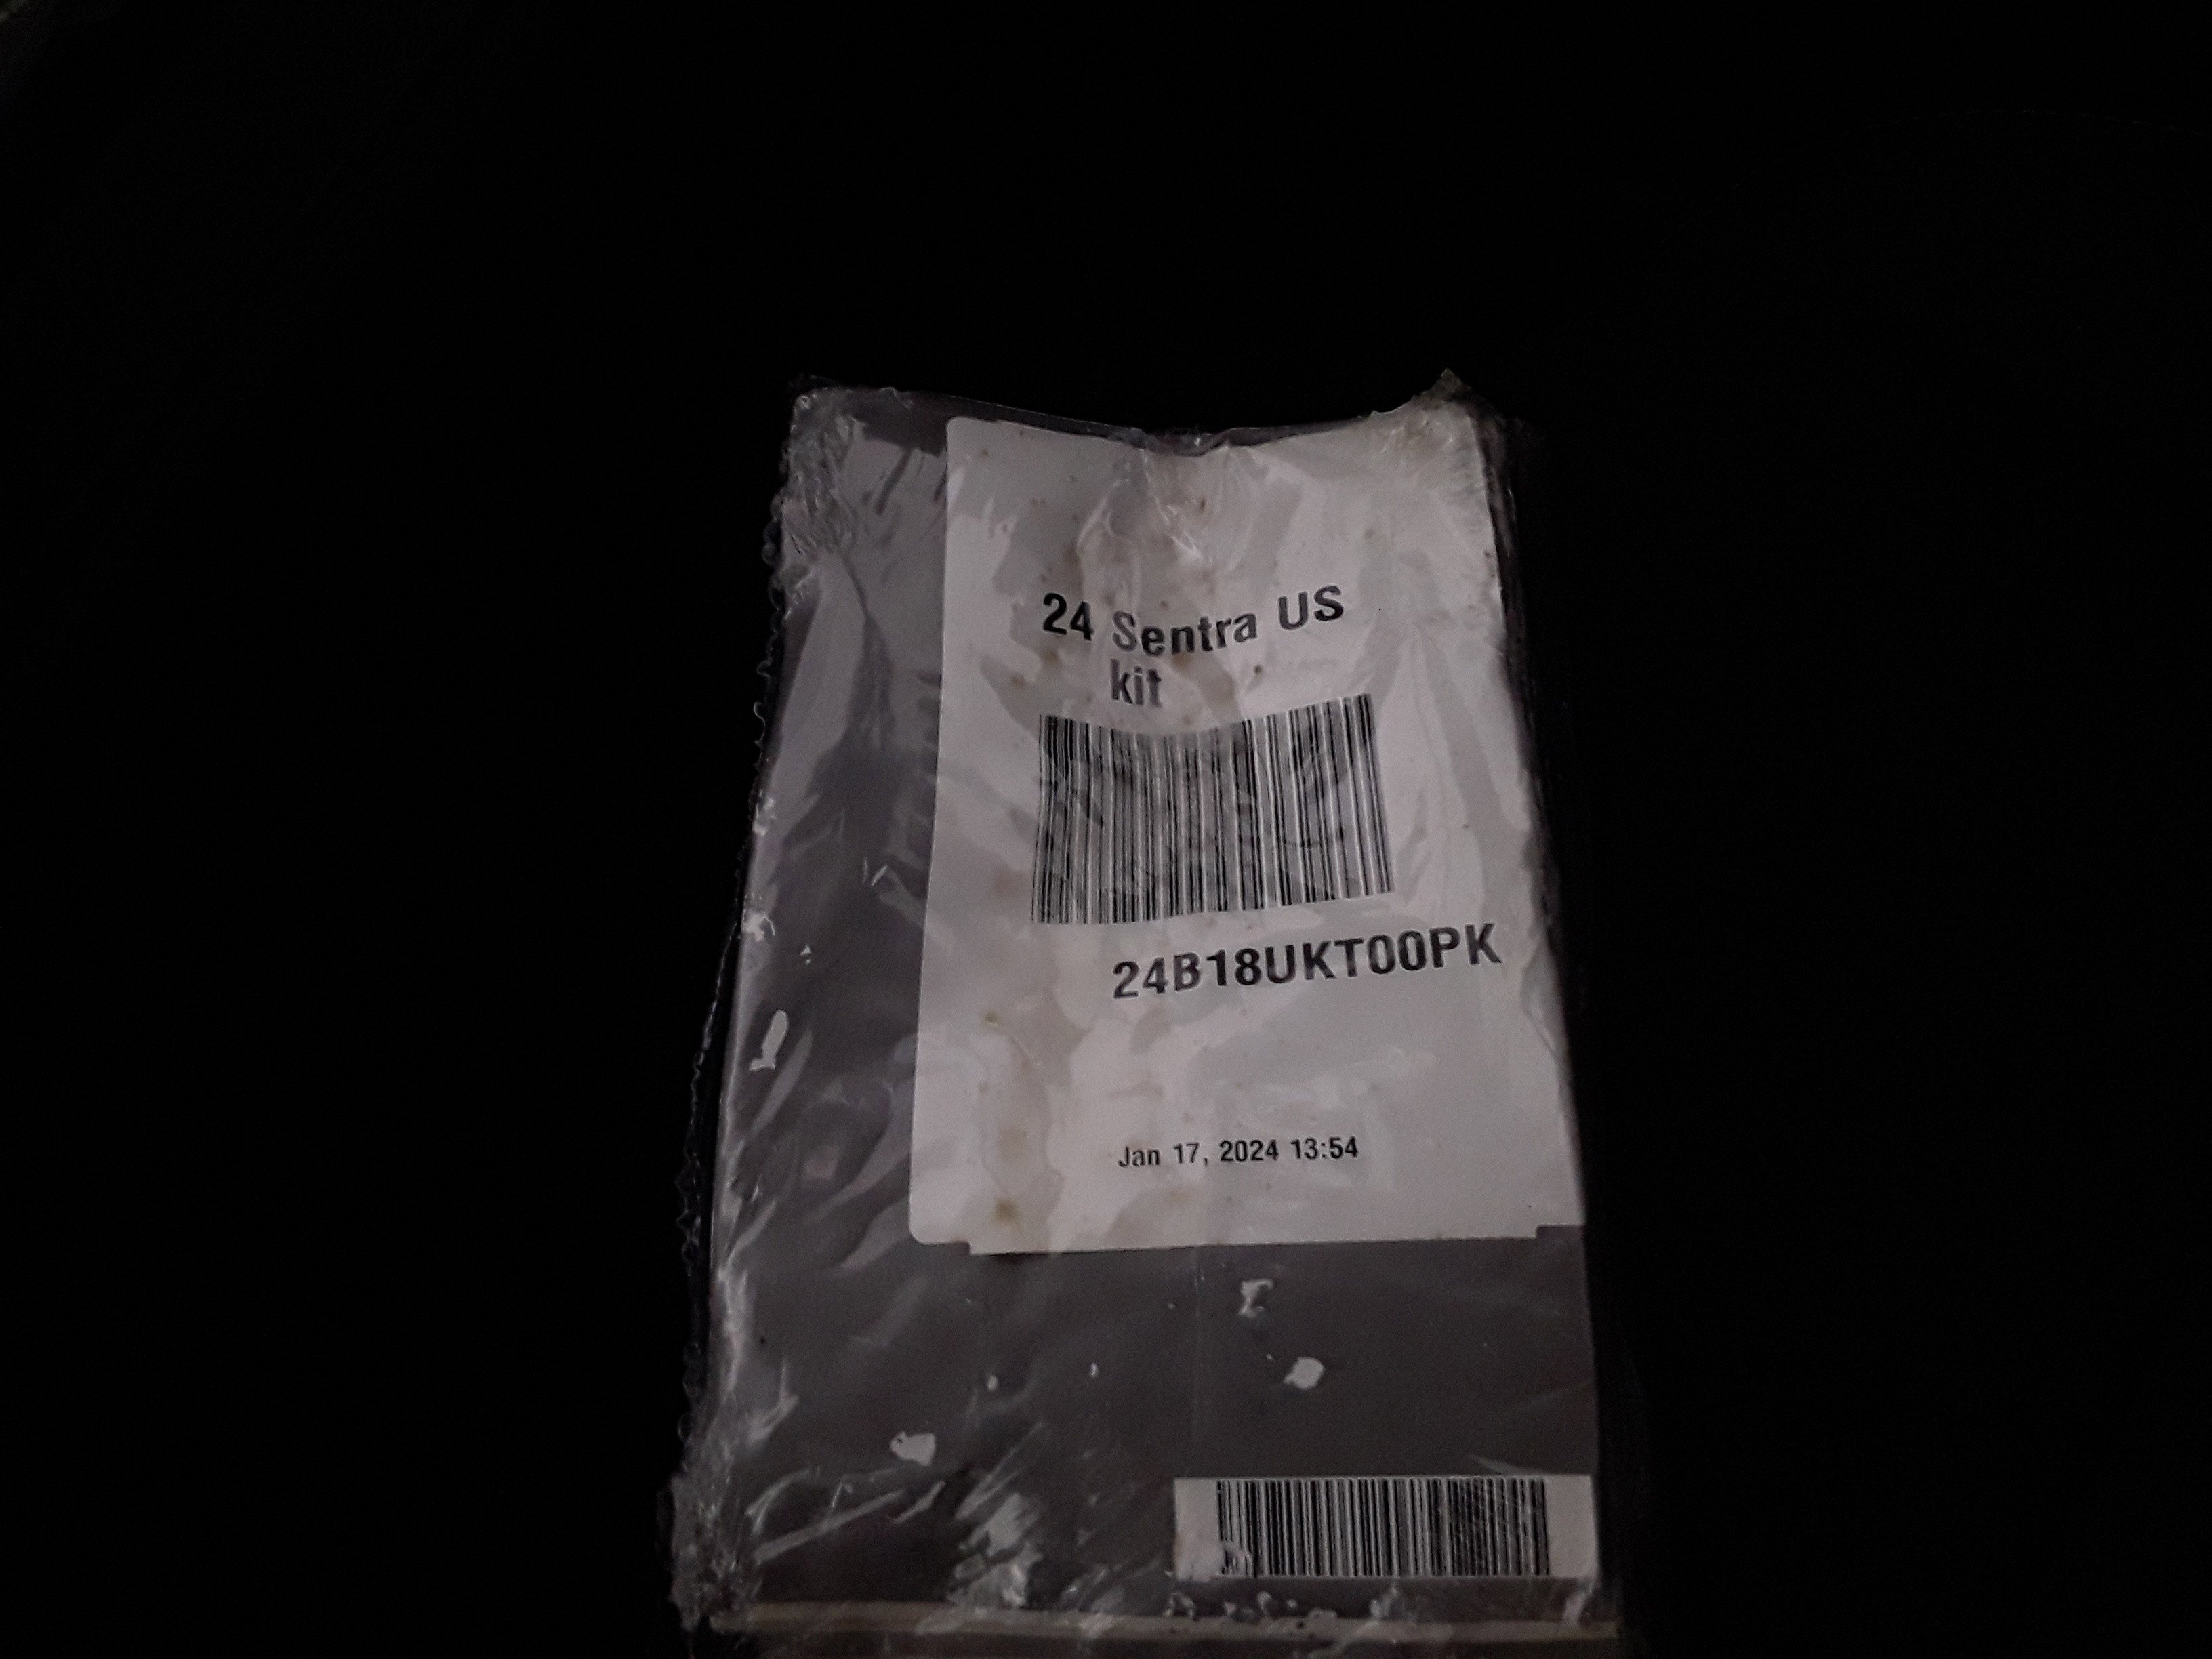 24 Sentra US
kit
24B18UKT00PK
Jan 17, 2024 13:54